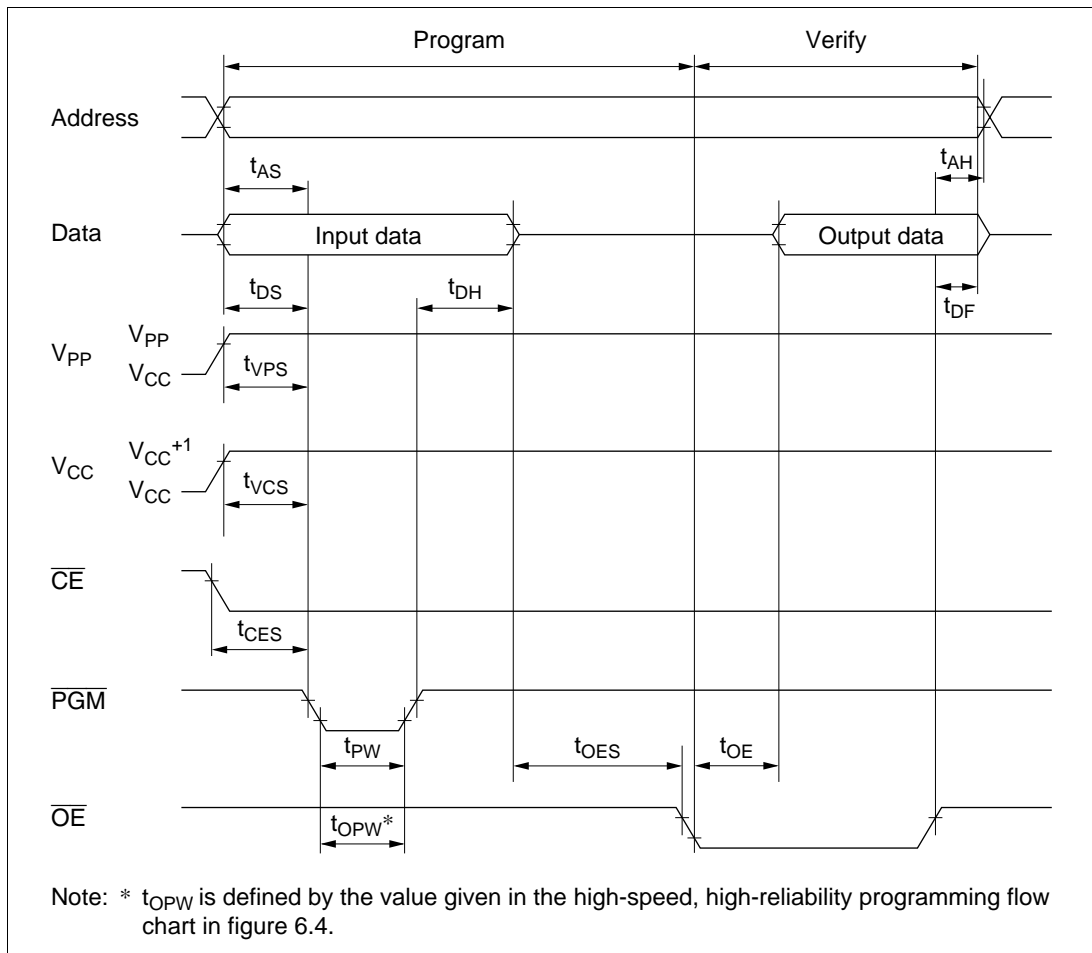 Program Verify
Address
tAS
tAH
Data
Input data
Output data
tDS
tDH
tDF
VPP
VPP
VCC
tVPS
VCC
VCC+1
VCC
tVCS
CE
tCES
PGM
tPW
tOES
tOE
OE
tOPW*
Note: * tOPW is defined by the value given in the high-speed, high-reliability programming flow
chart in figure 6.4.